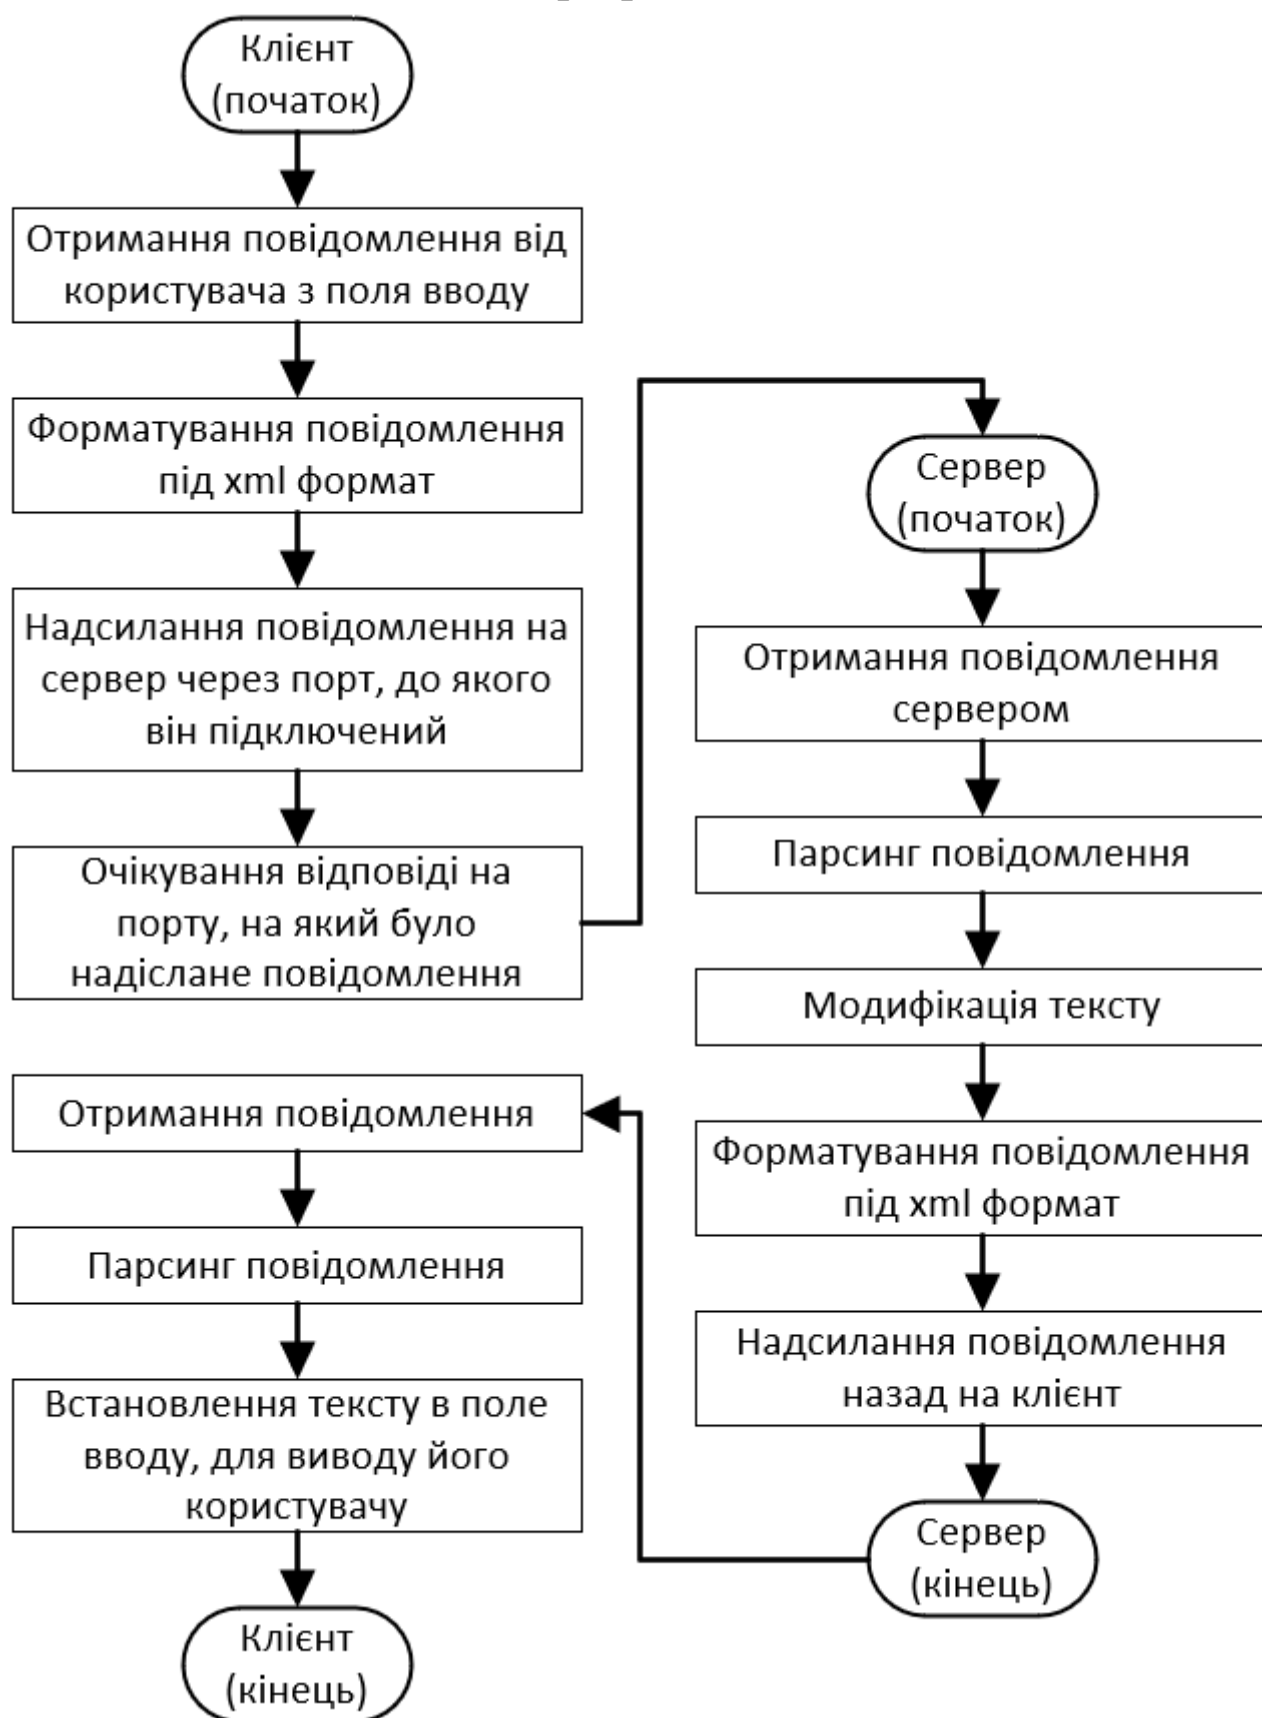 Клієнт
(початок)
Отримання повідомлення від
користувача з поля вводу
Форматування повідомлення
під xml формат
Надсилання повідомлення на
сервер через порт, до якого
він підключений
Очікування відповіді на
порту, на який було
надіслане повідомлення
Сервер
(початок)
Отримання повідомлення
сервером
Парсинг повідомлення
Модифікація тексту
Форматування повідомлення
під xml формат
Надсилання повідомлення
назад на клієнт
Сервер
(кінець)
Отримання повідомлення
Парсинг повідомлення
Встановлення тексту в поле
вводу, для виводу його
користувачу
Клієнт
(кінець)